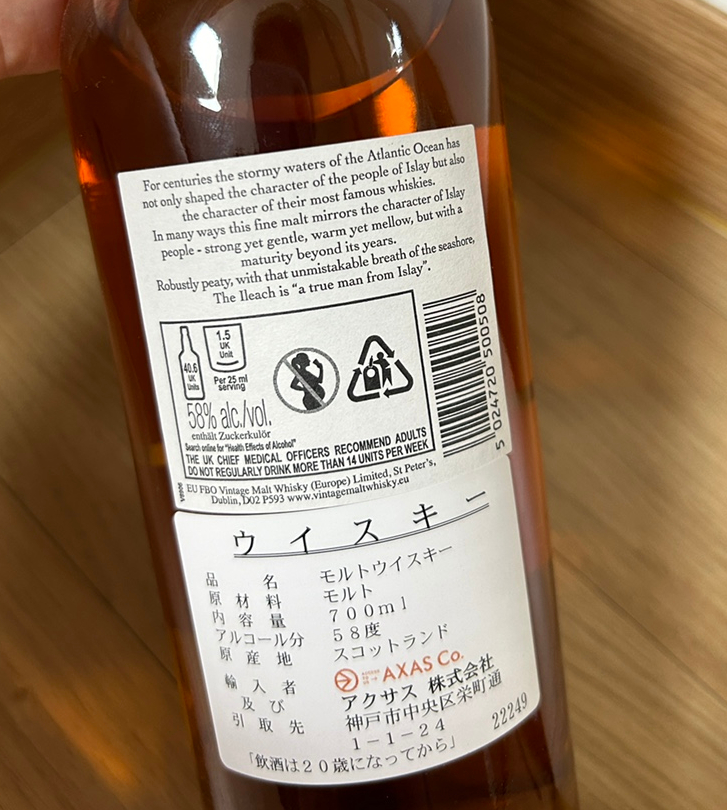 For centuries the stormy waters of the Atlantic Ocean has
not only shaped the character of the people of Islay but also
the character of their most famous whiskies.
In many ways this fine malt mirrors the character of Islay
people - strong yet gentle, warm yet mellow, but with a
maturity beyond its years.
Robustly peaty, with that unmistakable breath of the seashore,
The Ileach is “a true man from Islay”.
40.6
UK
Units
1.5
UK
Unit
Per 25 ml
serving
58% alc./vol.
enthält Zuckerkulör
Search online for "Health Effects of Alcohol"
THE UK CHIEF MEDICAL OFFICERS RECOMMEND ADULTS
DO NOT REGULARLY DRINK MORE THAN 14 UNITS PER WEEK
5 024720 500508
EU FBO Vintage Malt Whisky (Europe) Limited, St Peter's,
Dublin, D02 P593 www.vintagemaltwhisky.eu
ウイスキー
品名 モルトウイスキー
原材料 モルト
内容量 700ml
アルコール分 58度
原産地 スコットランド
輸入者 AXAS Co.
及び アクサス 株式会社
引取先 神戸市中央区栄町通
1-1-24
22249
「飲酒は20歳になってから」